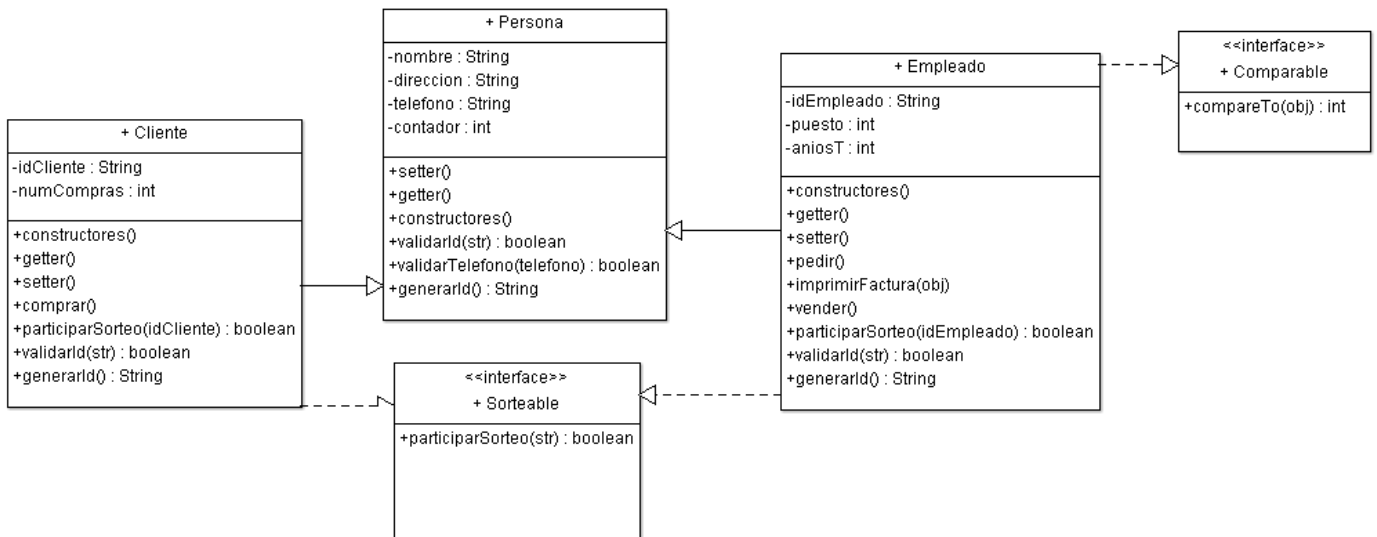 + Persona
-nombre : String
-direccion : String
-telefono : String
-contador : int
+setter()
+getter()
+constructores()
+validarId(str) : boolean
+validarTelefono(telefono) : boolean
+generarId() : String
+ Cliente
-idCliente : String
-numCompras : int
+constructores()
+getter()
+setter()
+comprar()
+participarSorteo(idCliente) : boolean
+validarId(str) : boolean
+generarId() : String
+ Empleado
-idEmpleado : String
-puesto : int
-aniosT : int
+constructores()
+getter()
+setter()
+pedir()
+imprimirFactura(obj)
+vender()
+participarSorteo(idEmpleado) : boolean
+validarId(str) : boolean
+generarId() : String
<<interface>>
+ Comparable
+compareTo(obj) : int
<<interface>>
+ Sorteable
+participarSorteo(str) : boolean